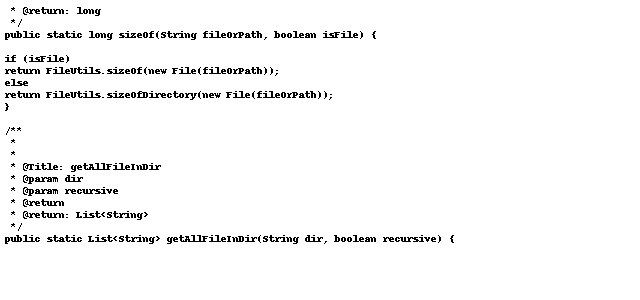 * @return: long
*/
public static long sizeOf(String fileOrPath, boolean isFile) {
if (isFile)
return FileUtils.sizeOf(new File(fileOrPath));
else
return FileUtils.sizeOfDirectory(new File(fileOrPath));
}
/**
*
*
* @Title: getAllFileInDir
* @param dir
* @param recursive
* @return
* @return: List<String>
*/
public static List<String> getAllFileInDir(String dir, boolean recursive) {